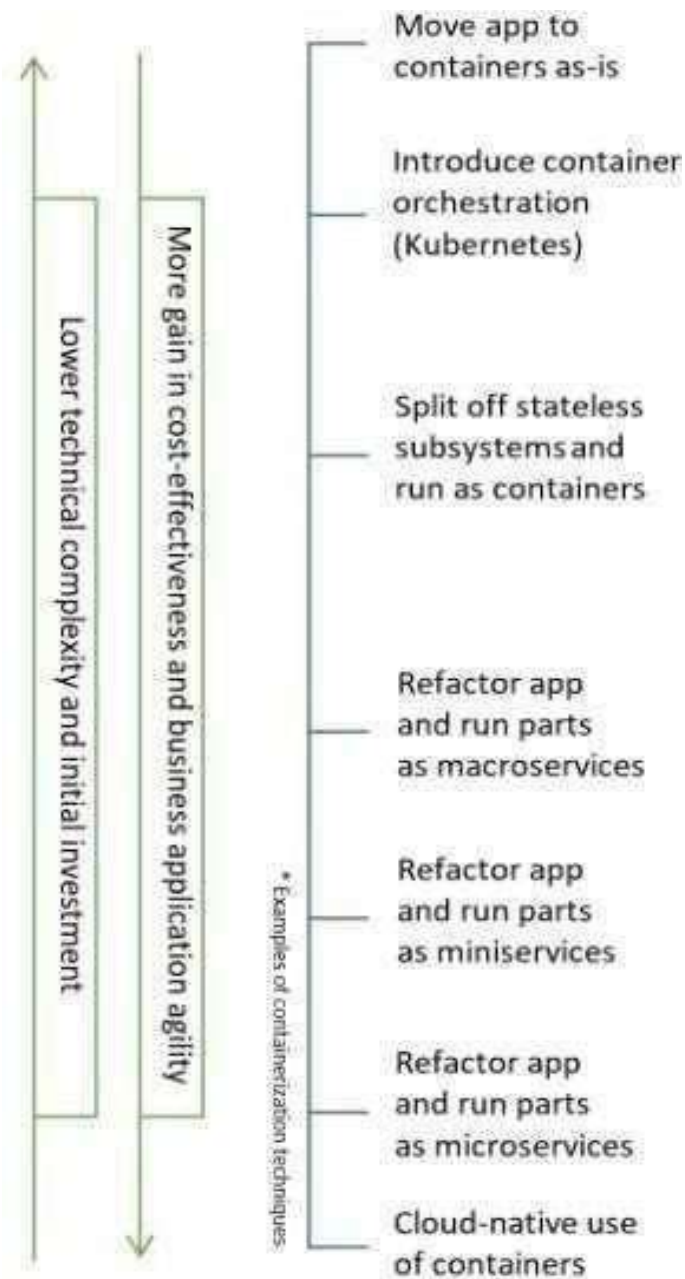 Move app to
containers as-is
Introduce container
orchestration
(Kubernetes)
Split off stateless
subsystems and
run as containers
Refactor app
and run parts
as macroservices
Refactor app
and run parts
as miniservices
Refactor app
and run parts
as microservices
Cloud-native use
of containers
Lower technical complexity and initial investment
More gain in cost-effectiveness and business application agility
* Examples of containerization techniques